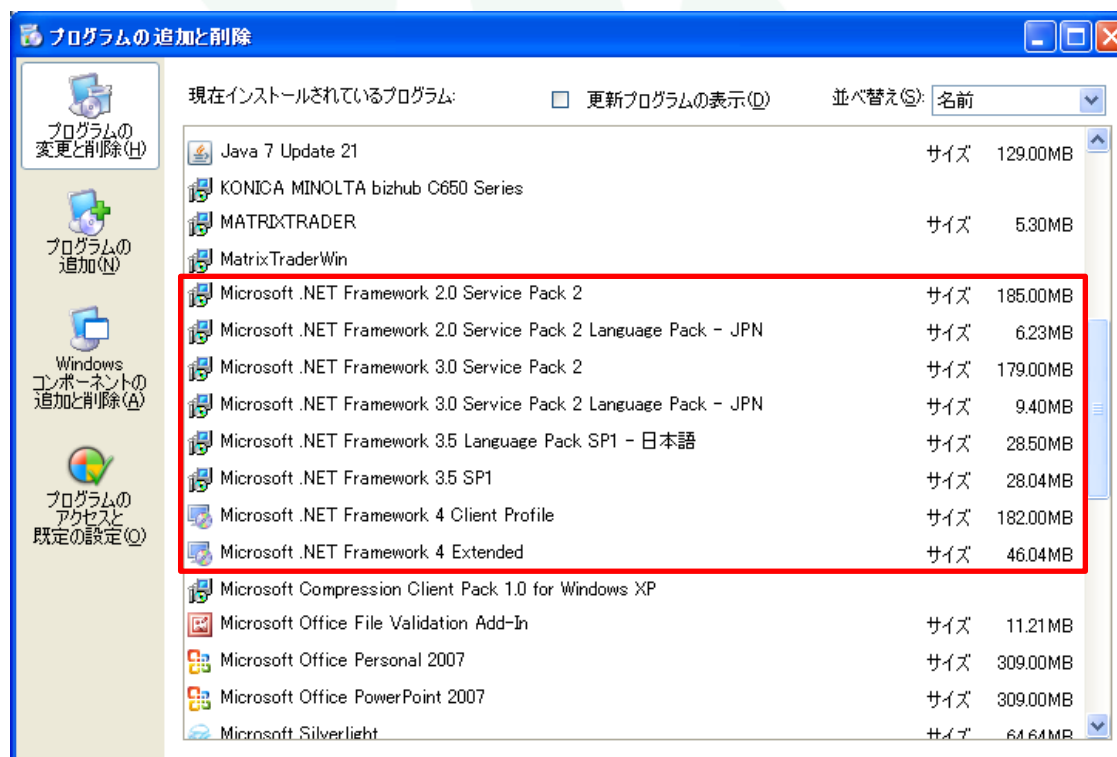 プログラムの追加と削除
プログラムの
変更と削除(H)
プログラムの
追加(N)
Windows
コンポーネントの
追加と削除(A)
プログラムの
アクセスと
既定の設定(O)
現在インストールされているプログラム:
更新プログラムの表示(D)
並べ替え(S): 名前
Java 7 Update 21 サイズ 129.00MB
KONICA MINOLTA bizhub C650 Series
MATRIXTRADER サイズ 5.30MB
MatrixTraderWin
Microsoft .NET Framework 2.0 Service Pack 2 サイズ 185.00MB
Microsoft .NET Framework 2.0 Service Pack 2 Language Pack - JPN サイズ 6.23MB
Microsoft .NET Framework 3.0 Service Pack 2 サイズ 179.00MB
Microsoft .NET Framework 3.0 Service Pack 2 Language Pack - JPN サイズ 9.40MB
Microsoft .NET Framework 3.5 Language Pack SP1 - 日本語 サイズ 28.50MB
Microsoft .NET Framework 3.5 SP1 サイズ 28.04MB
Microsoft .NET Framework 4 Client Profile サイズ 182.00MB
Microsoft .NET Framework 4 Extended サイズ 46.04MB
Microsoft Compression Client Pack 1.0 for Windows XP
Microsoft Office File Validation Add-In サイズ 11.21MB
Microsoft Office Personal 2007 サイズ 309.00MB
Microsoft Office PowerPoint 2007 サイズ 309.00MB
Microsoft Silverlight サイズ 64.64MB